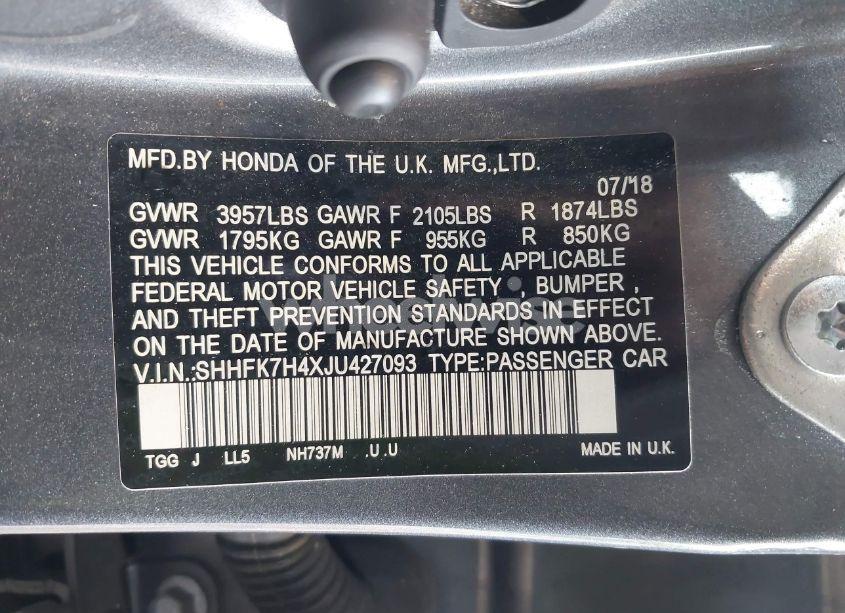 MFD.BY HONDA OF THE U.K. MFG.,LTD.
07/18
GVWR 3957LBS GAWR F 2105LBS R 1874LBS
GVWR 1795KG GAWR F 955KG R 850KG
THIS VEHICLE CONFORMS TO ALL APPLICABLE
FEDERAL MOTOR VEHICLE SAFETY , BUMPER ,
AND THEFT PREVENTION STANDARDS IN EFFECT
ON THE DATE OF MANUFACTURE SHOWN ABOVE.
V.I.N.:SHHFK7H4XJU427093 TYPE:PASSENGER CAR
TGG J LL5 NH737M .U .U MADE IN U.K.